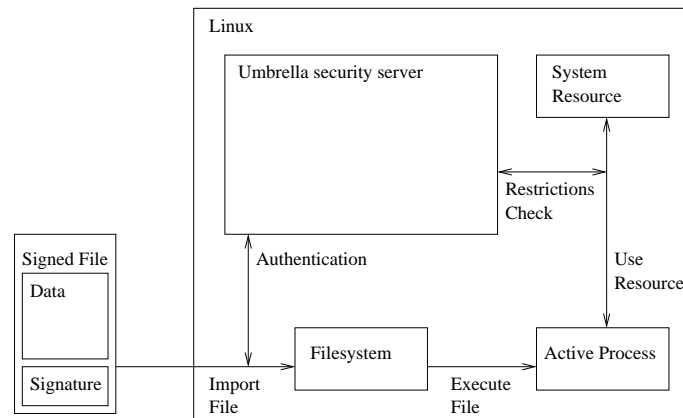 Linux
Umbrella security server
System
Resource
Restrictions
Check
Signed File
Data
Signature
Authentication
Use
Resource
Filesystem
Active Process
Import
File
Execute
File